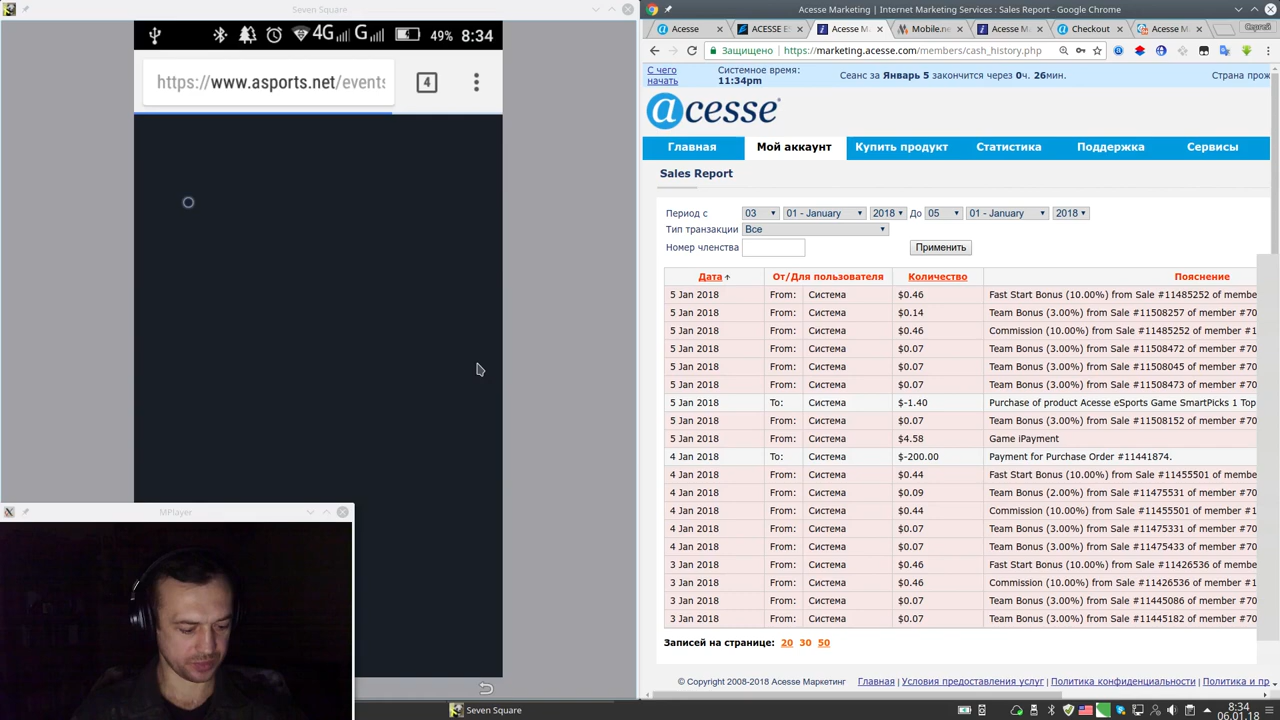 Seven Square
4G G 49% 8:34
https://www.asports.net/events
4
MPlayer
Seven Square
Acesse Marketing | Internet Marketing Services : Sales Report - Google Chrome
Acesse
ACESSE ES
Acesse M
Mobile.ne
Acesse M
Checkout
Acesse M
Сергей
Защищено https://marketing.acesse.com/members/cash_history.php
С чего начать
Системное время:
11:34pm
Сеанс за Январь 5 закончится через 0ч. 26мин.
Страна прож
@cesse
Главная Мой аккаунт Купить продукт Статистика Поддержка Сервисы
Sales Report
Период с 03 01 - January 2018 До 05 01 - January 2018
Тип транзакции Все
Номер членства Применить
Дата От/Для пользователя Количество Пояснение
5 Jan 2018 From: Система $0.46 Fast Start Bonus (10.00%) from Sale #11485252 of membe
5 Jan 2018 From: Система $0.14 Team Bonus (3.00%) from Sale #11508257 of member #70
5 Jan 2018 From: Система $0.46 Commission (10.00%) from Sale #11485252 of member #1
5 Jan 2018 From: Система $0.07 Team Bonus (3.00%) from Sale #11508472 of member #70
5 Jan 2018 From: Система $0.07 Team Bonus (3.00%) from Sale #11508045 of member #70
5 Jan 2018 From: Система $0.07 Team Bonus (3.00%) from Sale #11508473 of member #70
5 Jan 2018 To: Система $-1.40 Purchase of product Acesse eSports Game SmartPicks 1 Top
5 Jan 2018 From: Система $0.07 Team Bonus (3.00%) from Sale #11508152 of member #70
5 Jan 2018 From: Система $4.58 Game iPayment
4 Jan 2018 To: Система $-200.00 Payment for Purchase Order #11441874.
4 Jan 2018 From: Система $0.44 Fast Start Bonus (10.00%) from Sale #11455501 of membe
4 Jan 2018 From: Система $0.09 Team Bonus (2.00%) from Sale #11475531 of member #70
4 Jan 2018 From: Система $0.44 Commission (10.00%) from Sale #11455501 of member #1
4 Jan 2018 From: Система $0.07 Team Bonus (3.00%) from Sale #11475331 of member #70
4 Jan 2018 From: Система $0.07 Team Bonus (3.00%) from Sale #11475433 of member #70
3 Jan 2018 From: Система $0.46 Fast Start Bonus (10.00%) from Sale #11426536 of membe
3 Jan 2018 From: Система $0.46 Commission (10.00%) from Sale #11426536 of member #1
3 Jan 2018 From: Система $0.07 Team Bonus (3.00%) from Sale #11445086 of member #70
3 Jan 2018 From: Система $0.07 Team Bonus (3.00%) from Sale #11445182 of member #70
Записей на странице: 20 30 50
© Copyright 2008-2018 Acesse Маркетинг Главная | Условия предоставления услуг | Политика конфиденциальности | Политика и пр
8:34
06.01.18